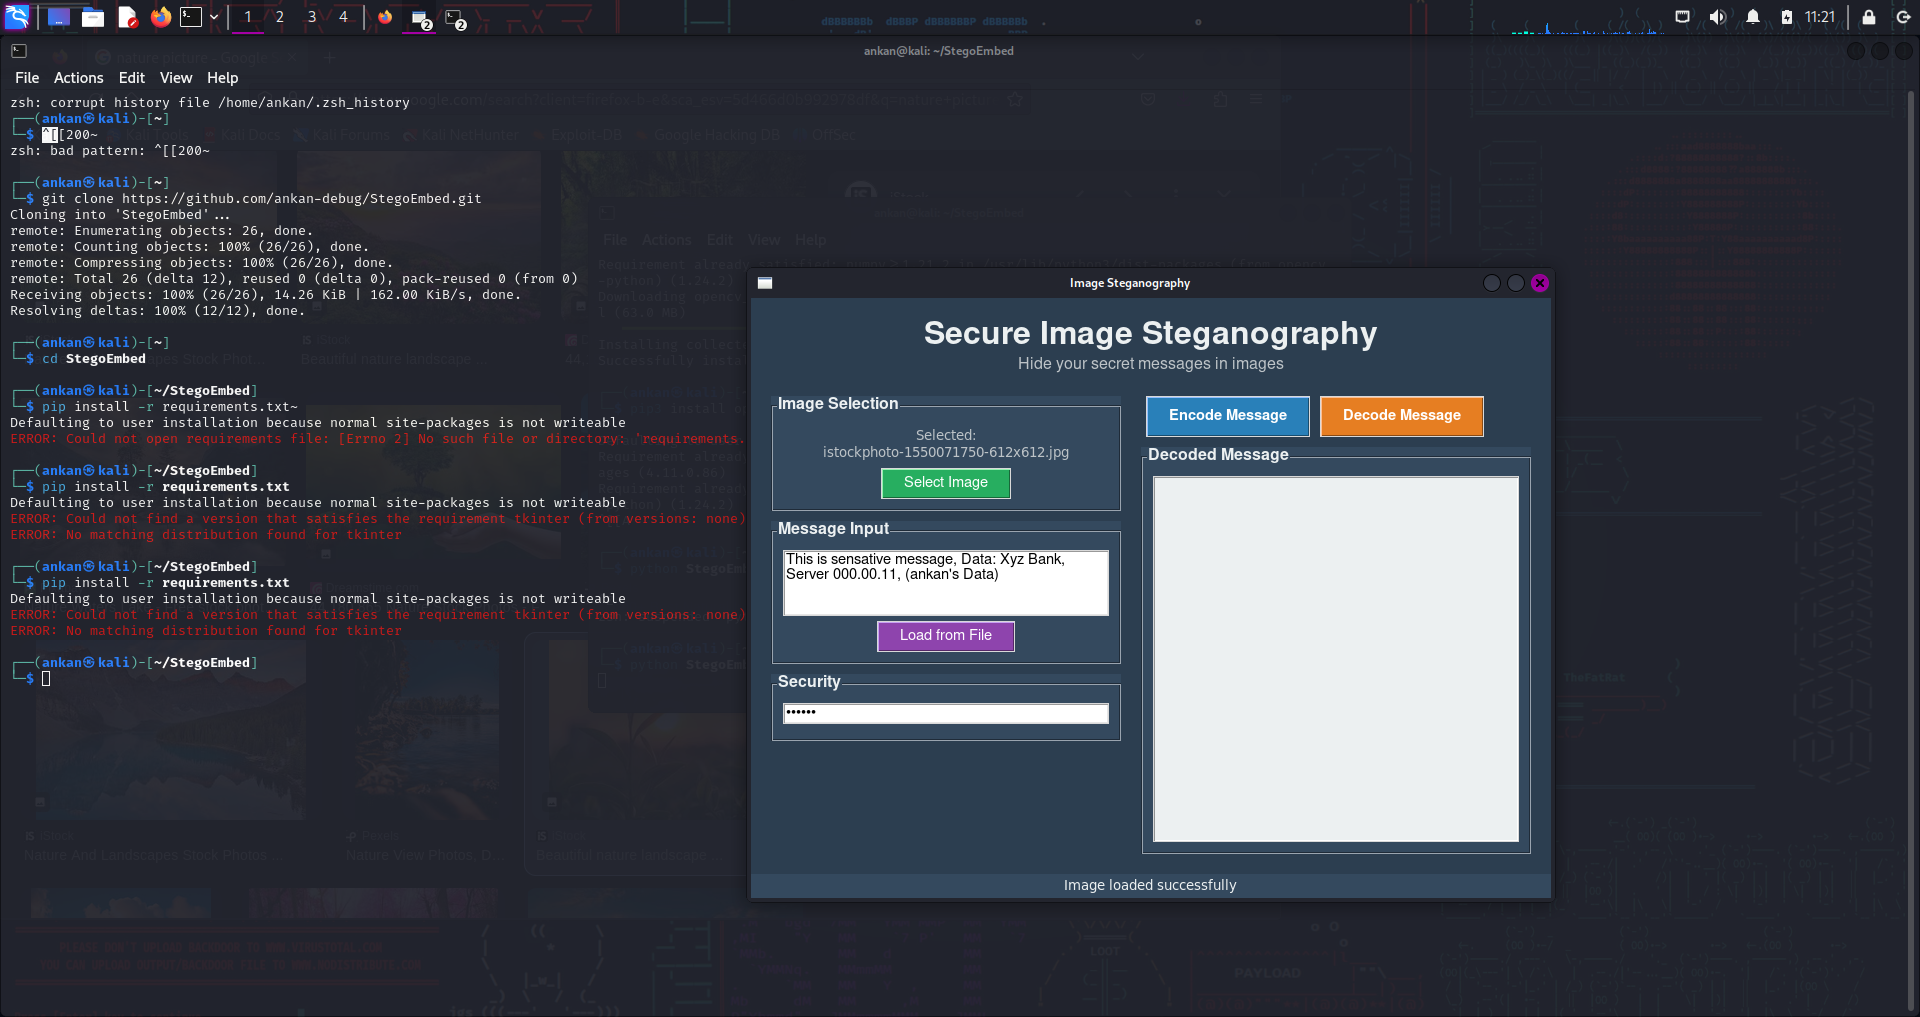 1 2 3 4
2
2
11:21
ankan@kali: ~/StegoEmbed
File Actions Edit View Help
zsh: corrupt history file /home/ankan/.zsh_history
┌──(ankan㉿kali)-[~]
└─$ ^[[200~
zsh: bad pattern: ^[[200~
┌──(ankan㉿kali)-[~]
└─$ git clone https://github.com/ankan-debug/StegoEmbed.git
Cloning into 'StegoEmbed'...
remote: Enumerating objects: 26, done.
remote: Counting objects: 100% (26/26), done.
remote: Compressing objects: 100% (26/26), done.
remote: Total 26 (delta 12), reused 0 (delta 0), pack-reused 0 (from 0)
Receiving objects: 100% (26/26), 14.26 KiB | 162.00 KiB/s, done.
Resolving deltas: 100% (12/12), done.
┌──(ankan㉿kali)-[~]
└─$ cd StegoEmbed
┌──(ankan㉿kali)-[~/StegoEmbed]
└─$ pip install -r requirements.txt~
Defaulting to user installation because normal site-packages is not writeable
ERROR: Could not open requirements file: [Errno 2] No such file or directory: 'requirements.
┌──(ankan㉿kali)-[~/StegoEmbed]
└─$ pip install -r requirements.txt
Defaulting to user installation because normal site-packages is not writeable
ERROR: Could not find a version that satisfies the requirement tkinter (from versions: none)
ERROR: No matching distribution found for tkinter
┌──(ankan㉿kali)-[~/StegoEmbed]
└─$ pip install -r requirements.txt
Defaulting to user installation because normal site-packages is not writeable
ERROR: Could not find a version that satisfies the requirement tkinter (from versions: none)
ERROR: No matching distribution found for tkinter
┌──(ankan㉿kali)-[~/StegoEmbed]
└─$
Image Steganography
Secure Image Steganography
Hide your secret messages in images
Image Selection
Selected:
istockphoto-1550071750-612x612.jpg
Select Image
Message Input
This is sensative message, Data: Xyz Bank,
Server 000.00.11, (ankan's Data)
Load from File
Security
••••••
Encode Message
Decode Message
Decoded Message
Image loaded successfully